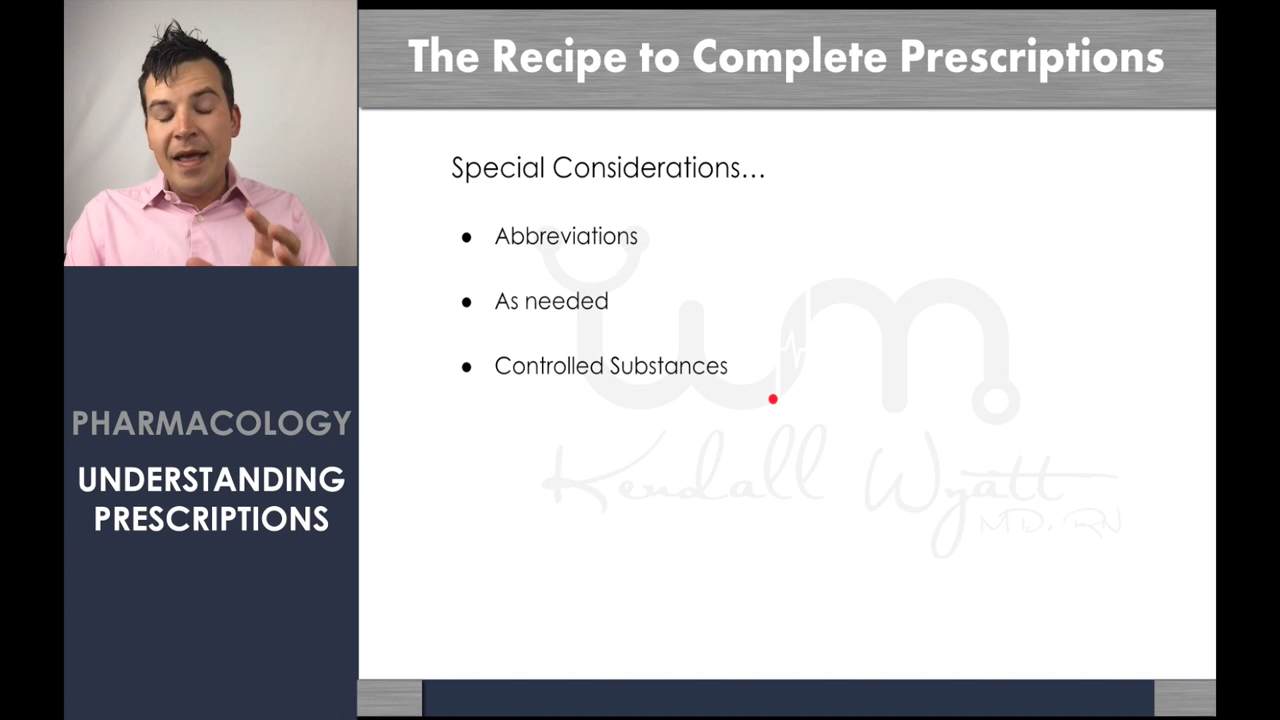 The Recipe to Complete Prescriptions
Special Considerations...
● Abbreviations
● As needed
● Controlled Substances
PHARMACOLOGY
UNDERSTANDING
PRESCRIPTIONS
wm
Kendall Wyatt
MD, RN